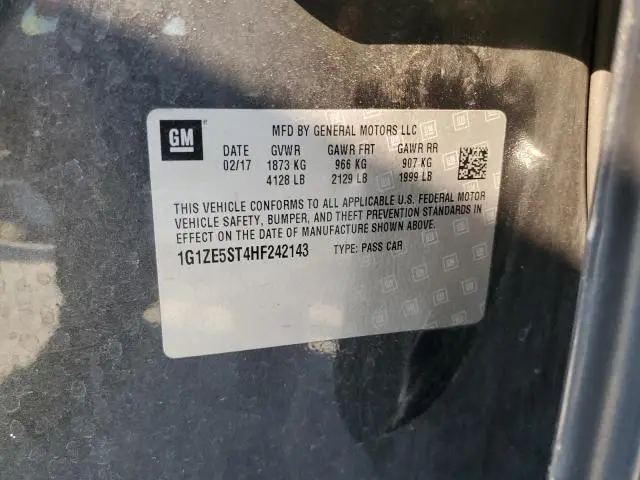 GM
MFD BY GENERAL MOTORS LLC
DATE GVWR GAWR FRT GAWR RR
02/17 1873 KG 966 KG 907 KG
4128 LB 2129 LB 1999 LB
THIS VEHICLE CONFORMS TO ALL APPLICABLE U.S. FEDERAL MOTOR
VEHICLE SAFETY, BUMPER, AND THEFT PREVENTION STANDARDS IN
EFFECT ON THE DATE OF MANUFACTURE SHOWN ABOVE.
1G1ZE5ST4HF242143 TYPE: PASS CAR